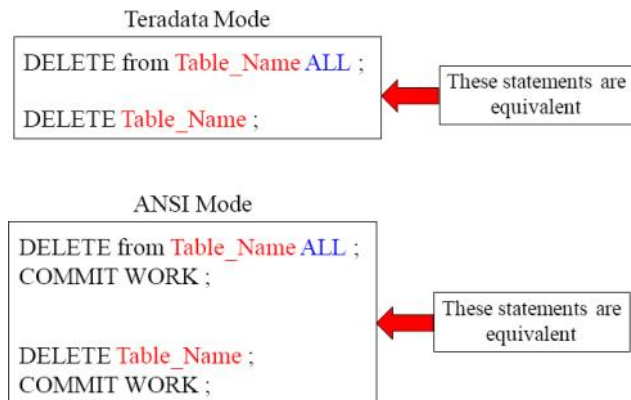 Teradata Mode
DELETE from Table_Name ALL ;
These statements are
equivalent
DELETE Table_Name ;
ANSI Mode
DELETE from Table_Name ALL ;
COMMIT WORK ;
These statements are
equivalent
DELETE Table_Name ;
COMMIT WORK ;